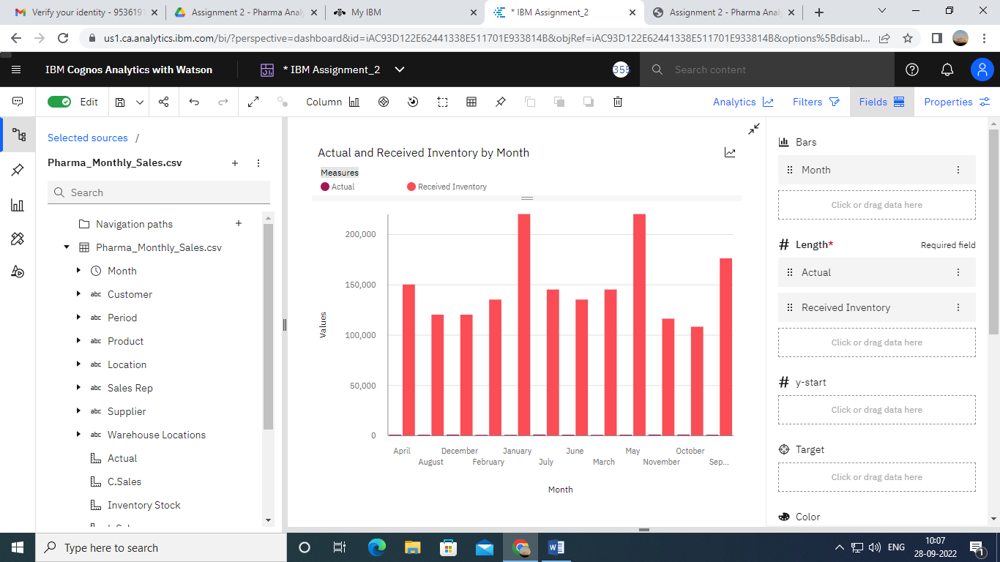 Verify your identity - 9536191
Assignment 2 - Pharma Analy
My IBM
* IBM Assignment_2
Assignment 2 - Pharma Analy
us1.ca.analytics.ibm.com/bi/?perspective=dashboard&id=iAC93D122E62441338E511701E933814B&objRef=iAC93D122E62441338E511701E933814B&options%5Bdisabl...
IBM Cognos Analytics with Watson
* IBM Assignment_2
355
Search content
Edit
Column
Analytics
Filters
Fields
Properties
Selected sources /
Pharma_Monthly_Sales.csv
Search
Navigation paths
Pharma_Monthly_Sales.csv
Month
abc Customer
abc Period
abc Product
abc Location
abc Sales Rep
abc Supplier
abc Warehouse Locations
Actual
C.Sales
Inventory Stock
Actual and Received Inventory by Month
Measures
Actual
Received Inventory
Values
200,000
150,000
100,000
50,000
0
April
December
January
June
May
October
August
February
July
March
November
Sep...
Month
Bars
Month
Click or drag data here
# Length*
Required field
Actual
Received Inventory
Click or drag data here
# y-start
Click or drag data here
Target
Click or drag data here
Color
Type here to search
ENG
10:07
28-09-2022
1